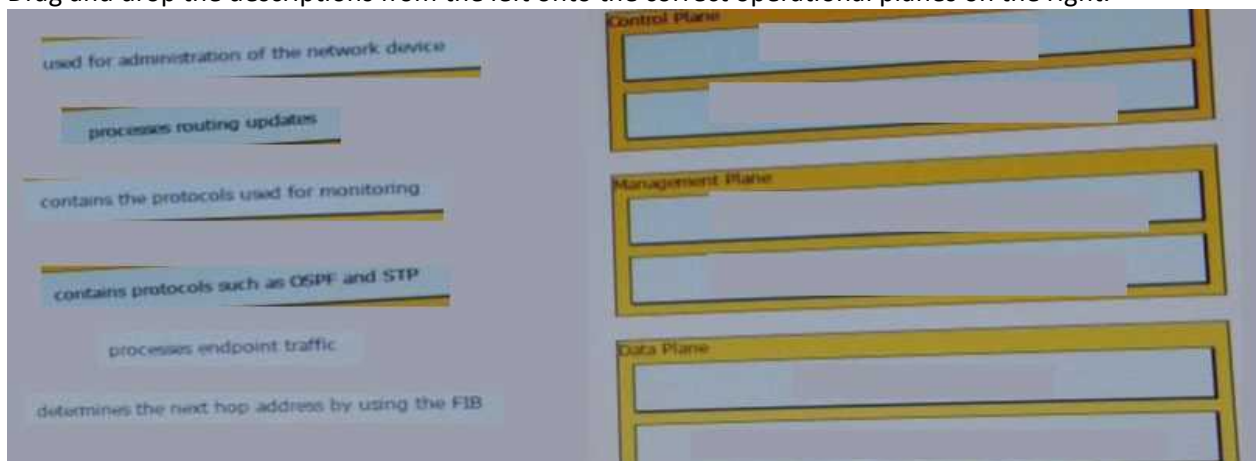 Drag and drop the descriptions from the left onto the correct operational planes on the right.
used for administration of the network device
processes routing updates
contains the protocols used for monitoring
contains protocols such as OSPF and STP
processes endpoint traffic
determines the next hop address by using the FIB
Control Plane
Management Plane
Data Plane